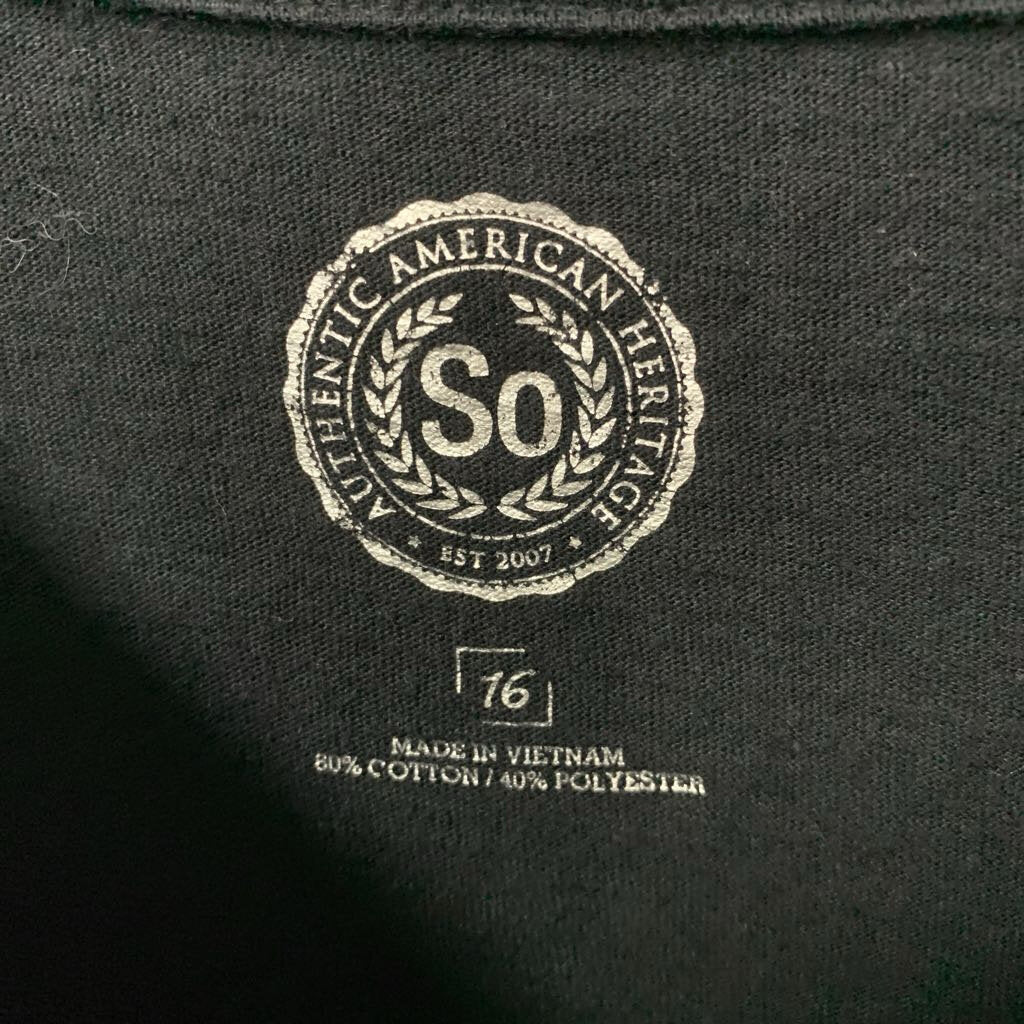 AUTHENTIC AMERICAN HERITAGE
So
EST 2007
16
MADE IN VIETNAM
60% COTTON / 40% POLYESTER